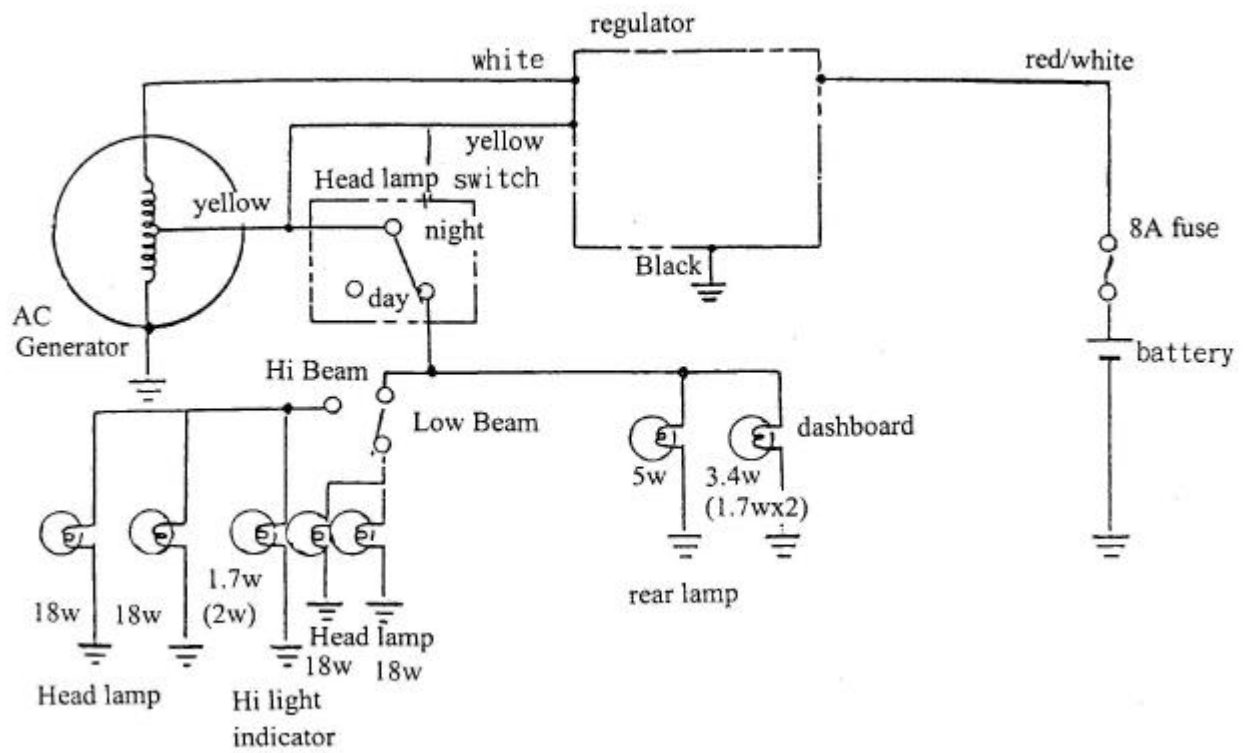 regulator
white
red/white
yellow
Head lamp switch
yellow
night
8A fuse
Black
day
AC
Generator
battery
Hi Beam
Low Beam
dashboard
5w
3.4w
(1.7wx2)
1.7w
(2w)
18w
18w
rear lamp
Head lamp
18w
18w
Head lamp
Hi light
indicator